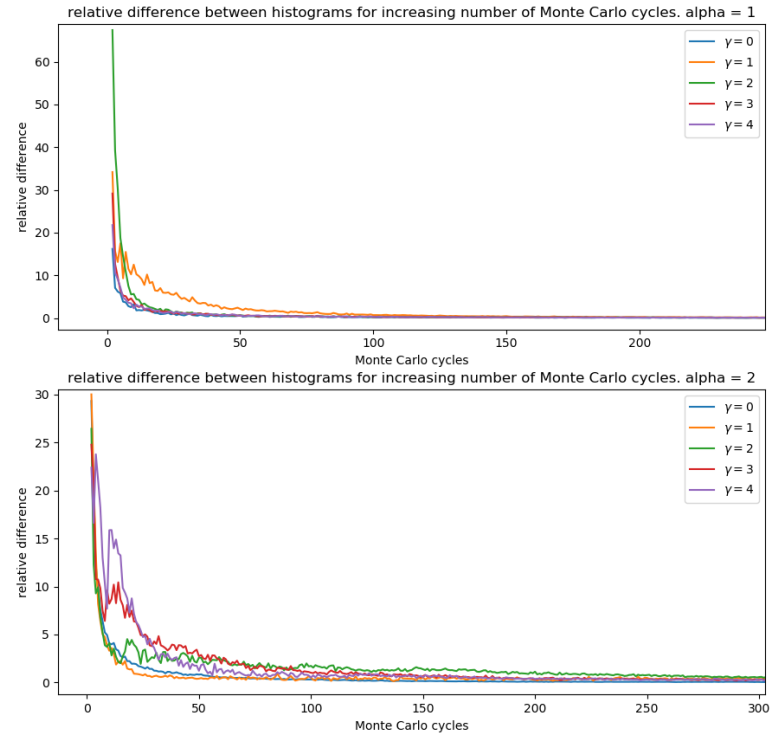 relative difference between histograms for increasing number of Monte Carlo cycles. alpha = 1
60
50
40
30
20
10
0
relative difference
γ = 0
γ = 1
γ = 2
γ = 3
γ = 4
0 50 100 150 200
Monte Carlo cycles
relative difference between histograms for increasing number of Monte Carlo cycles. alpha = 2
30
25
20
15
10
5
0
relative difference
γ = 0
γ = 1
γ = 2
γ = 3
γ = 4
0 50 100 150 200 250 300
Monte Carlo cycles